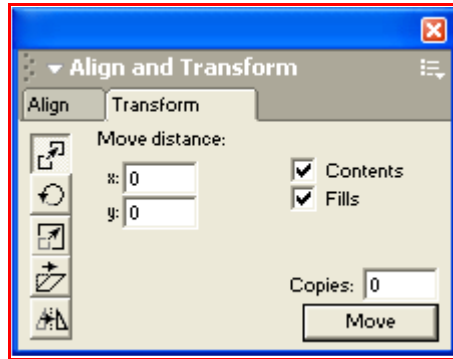 Align and Transform
Align Transform
Move distance:
x: 0
y: 0
Contents
Fills
Copies: 0
Move